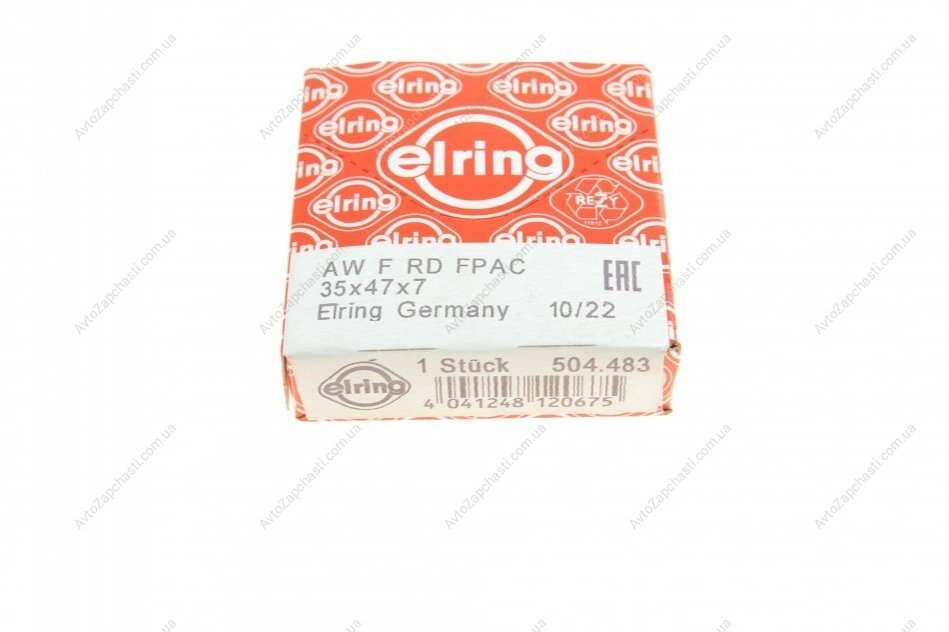 elring
REZY
AW F RD FPAC
EAC
35x47x7
Elring Germany 10/22
elring
1 Stück 504.483
4 041248 120675
AvtoZapchasti.com.ua